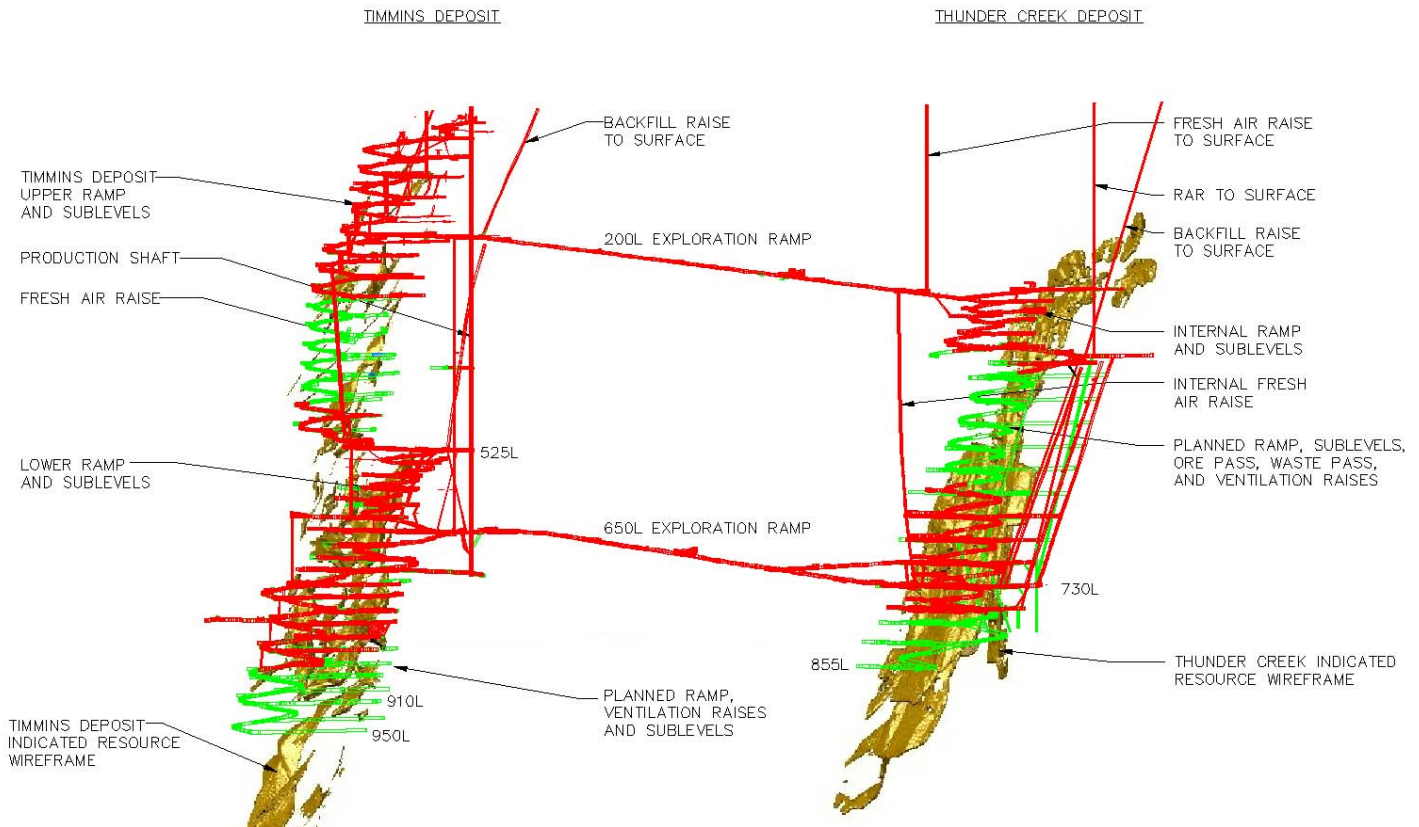 TIMMINS DEPOSIT
THUNDER CREEK DEPOSIT
BACKFILL RAISE
TO SURFACE
FRESH AIR RAISE
TO SURFACE
TIMMINS DEPOSIT
UPPER RAMP
AND SUBLEVELS
RAR TO SURFACE
BACKFILL RAISE
TO SURFACE
200L EXPLORATION RAMP
PRODUCTION SHAFT
FRESH AIR RAISE
INTERNAL RAMP
AND SUBLEVELS
INTERNAL FRESH
AIR RAISE
PLANNED RAMP, SUBLEVELS,
ORE PASS, WASTE PASS,
AND VENTILATION RAISES
525L
LOWER RAMP
AND SUBLEVELS
650L EXPLORATION RAMP
730L
855L
THUNDER CREEK INDICATED
RESOURCE WIREFRAME
PLANNED RAMP,
VENTILATION RAISES
AND SUBLEVELS
910L
950L
TIMMINS DEPOSIT
INDICATED RESOURCE
WIREFRAME